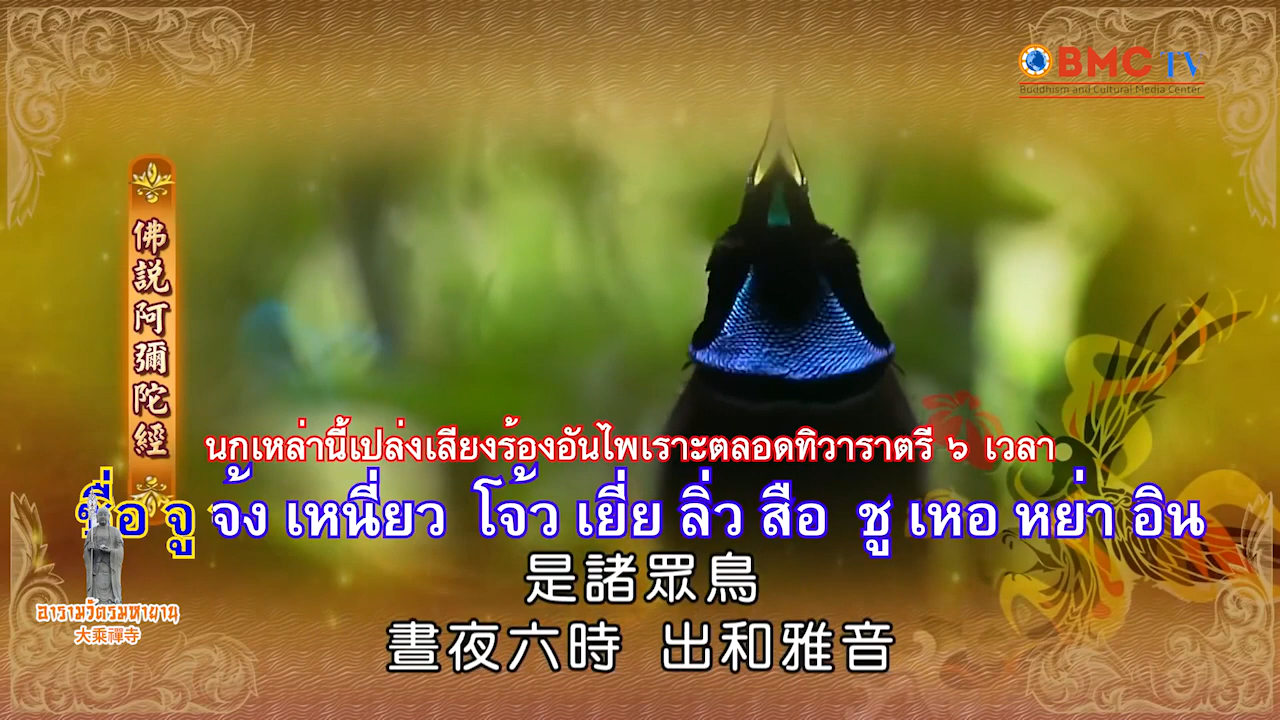 BMC TV
Buddhism and Cultural Media Center
佛說阿彌陀經
นกเหล่านี้เปล่งเสียงร้องอันไพเราะตลอดทิวาราตรี ๖ เวลา
ซื่อ จู จ้ง เหนี่ยว โจ้ว เยี่ย ลิ่ว สือ ชู เหอ หย่า อิน
是諸眾鳥
晝夜六時 出和雅音
อารามวัตรมหายาน
大乘禪寺